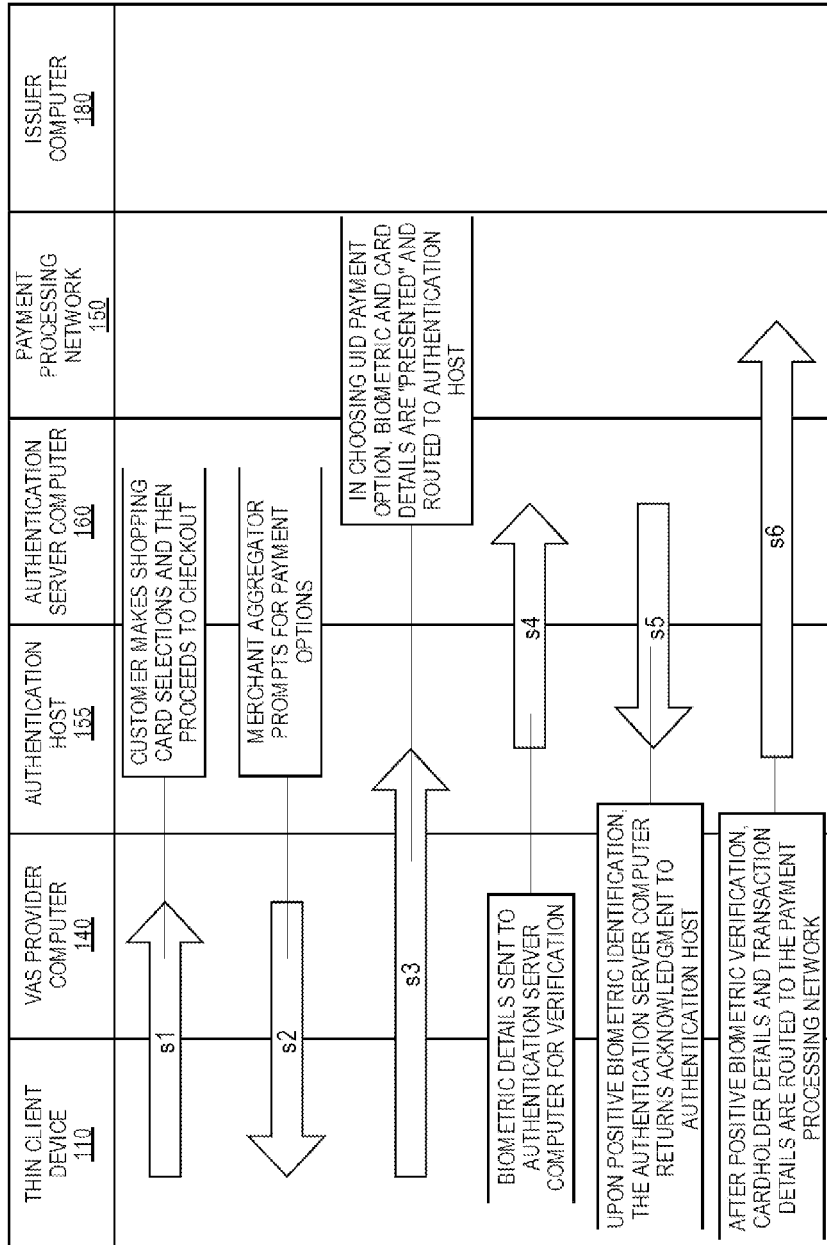 THIN CLIENT
DEVICE
110
VAS PROVIDER
COMPUTER
140
AUTHENTICATION
HOST
155
AUTHENTICATION
SERVER COMPUTER
160
PAYMENT
PROCESSING
NETWORK
150
ISSUER
COMPUTER
180
s1
CUSTOMER MAKES SHOPPING
CARD SELECTIONS AND THEN
PROCEEDS TO CHECKOUT
s2
MERCHANT AGGREGATOR
PROMPTS FOR PAYMENT
OPTIONS
s3
IN CHOOSING UID PAYMENT
OPTION, BIOMETRIC AND CARD
DETAILS ARE "PRESENTED" AND
ROUTED TO AUTHENTICATION
HOST
BIOMETRIC DETAILS SENT TO
AUTHENTICATION SERVER
COMPUTER FOR VERIFICATION
s4
UPON POSITIVE BIOMETRIC IDENTIFICATION,
THE AUTHENTICATION SERVER COMPUTER
RETURNS ACKNOWLEDGMENT TO
AUTHENTICATION HOST
s5
AFTER POSITIVE BIOMETRIC VERIFICATION,
CARDHOLDER DETAILS AND TRANSACTION
DETAILS ARE ROUTED TO THE PAYMENT
PROCESSING NETWORK
s6